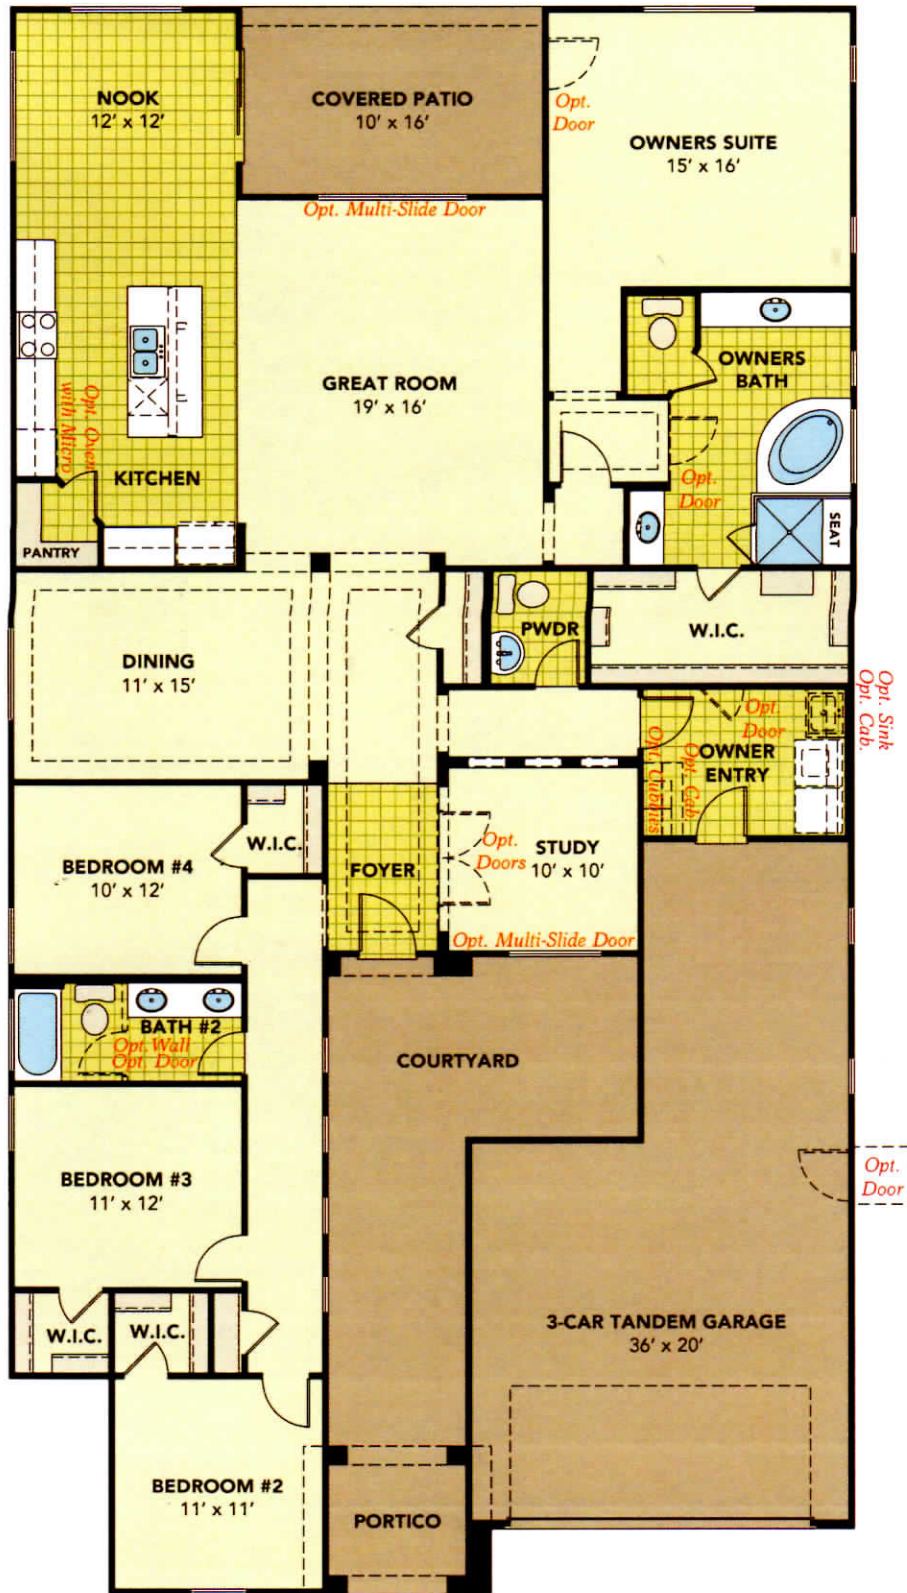 NOOK
12' x 12'
COVERED PATIO
10' x 16'
Opt.
Door
OWNERS SUITE
15' x 16'
Opt. Multi-Slide Door
GREAT ROOM
19' x 16'
OWNERS
BATH
Opt. Oven
with Micro
KITCHEN
Opt.
Door
SEAT
PANTRY
PWDR
W.I.C.
DINING
11' x 15'
Opt. Sink
Opt. Cab.
Opt.
Door
OWNER
ENTRY
Opt. Cubbies
Opt. Cab.
W.I.C.
BEDROOM #4
10' x 12'
FOYER
Opt.
Doors
STUDY
10' x 10'
Opt. Multi-Slide Door
BATH #2
Opt. Wall
Opt. Door
COURTYARD
BEDROOM #3
11' x 12'
Opt.
Door
W.I.C.
W.I.C.
3-CAR TANDEM GARAGE
36' x 20'
BEDROOM #2
11' x 11'
PORTICO